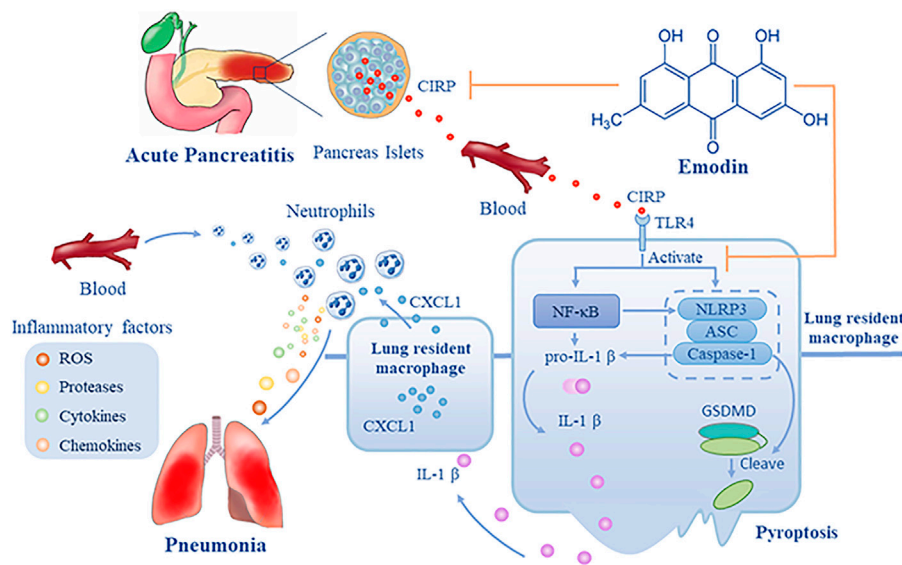 OH
O
OH
CIRP
H₃C
OH
O
Acute Pancreatitis
Pancreas Islets
Emodin
Blood
CIRP
TLR4
Neutrophils
Activate
Blood
CXCL1
NF-κB
NLRP3
ASC
Caspase-1
Lung resident
macrophage
Inflammatory factors
ROS
Proteases
Cytokines
Chemokines
Lung resident
macrophage
CXCL1
pro-IL-1 β
IL-1 β
GSDMD
Cleave
IL-1 β
Pneumonia
Pyroptosis